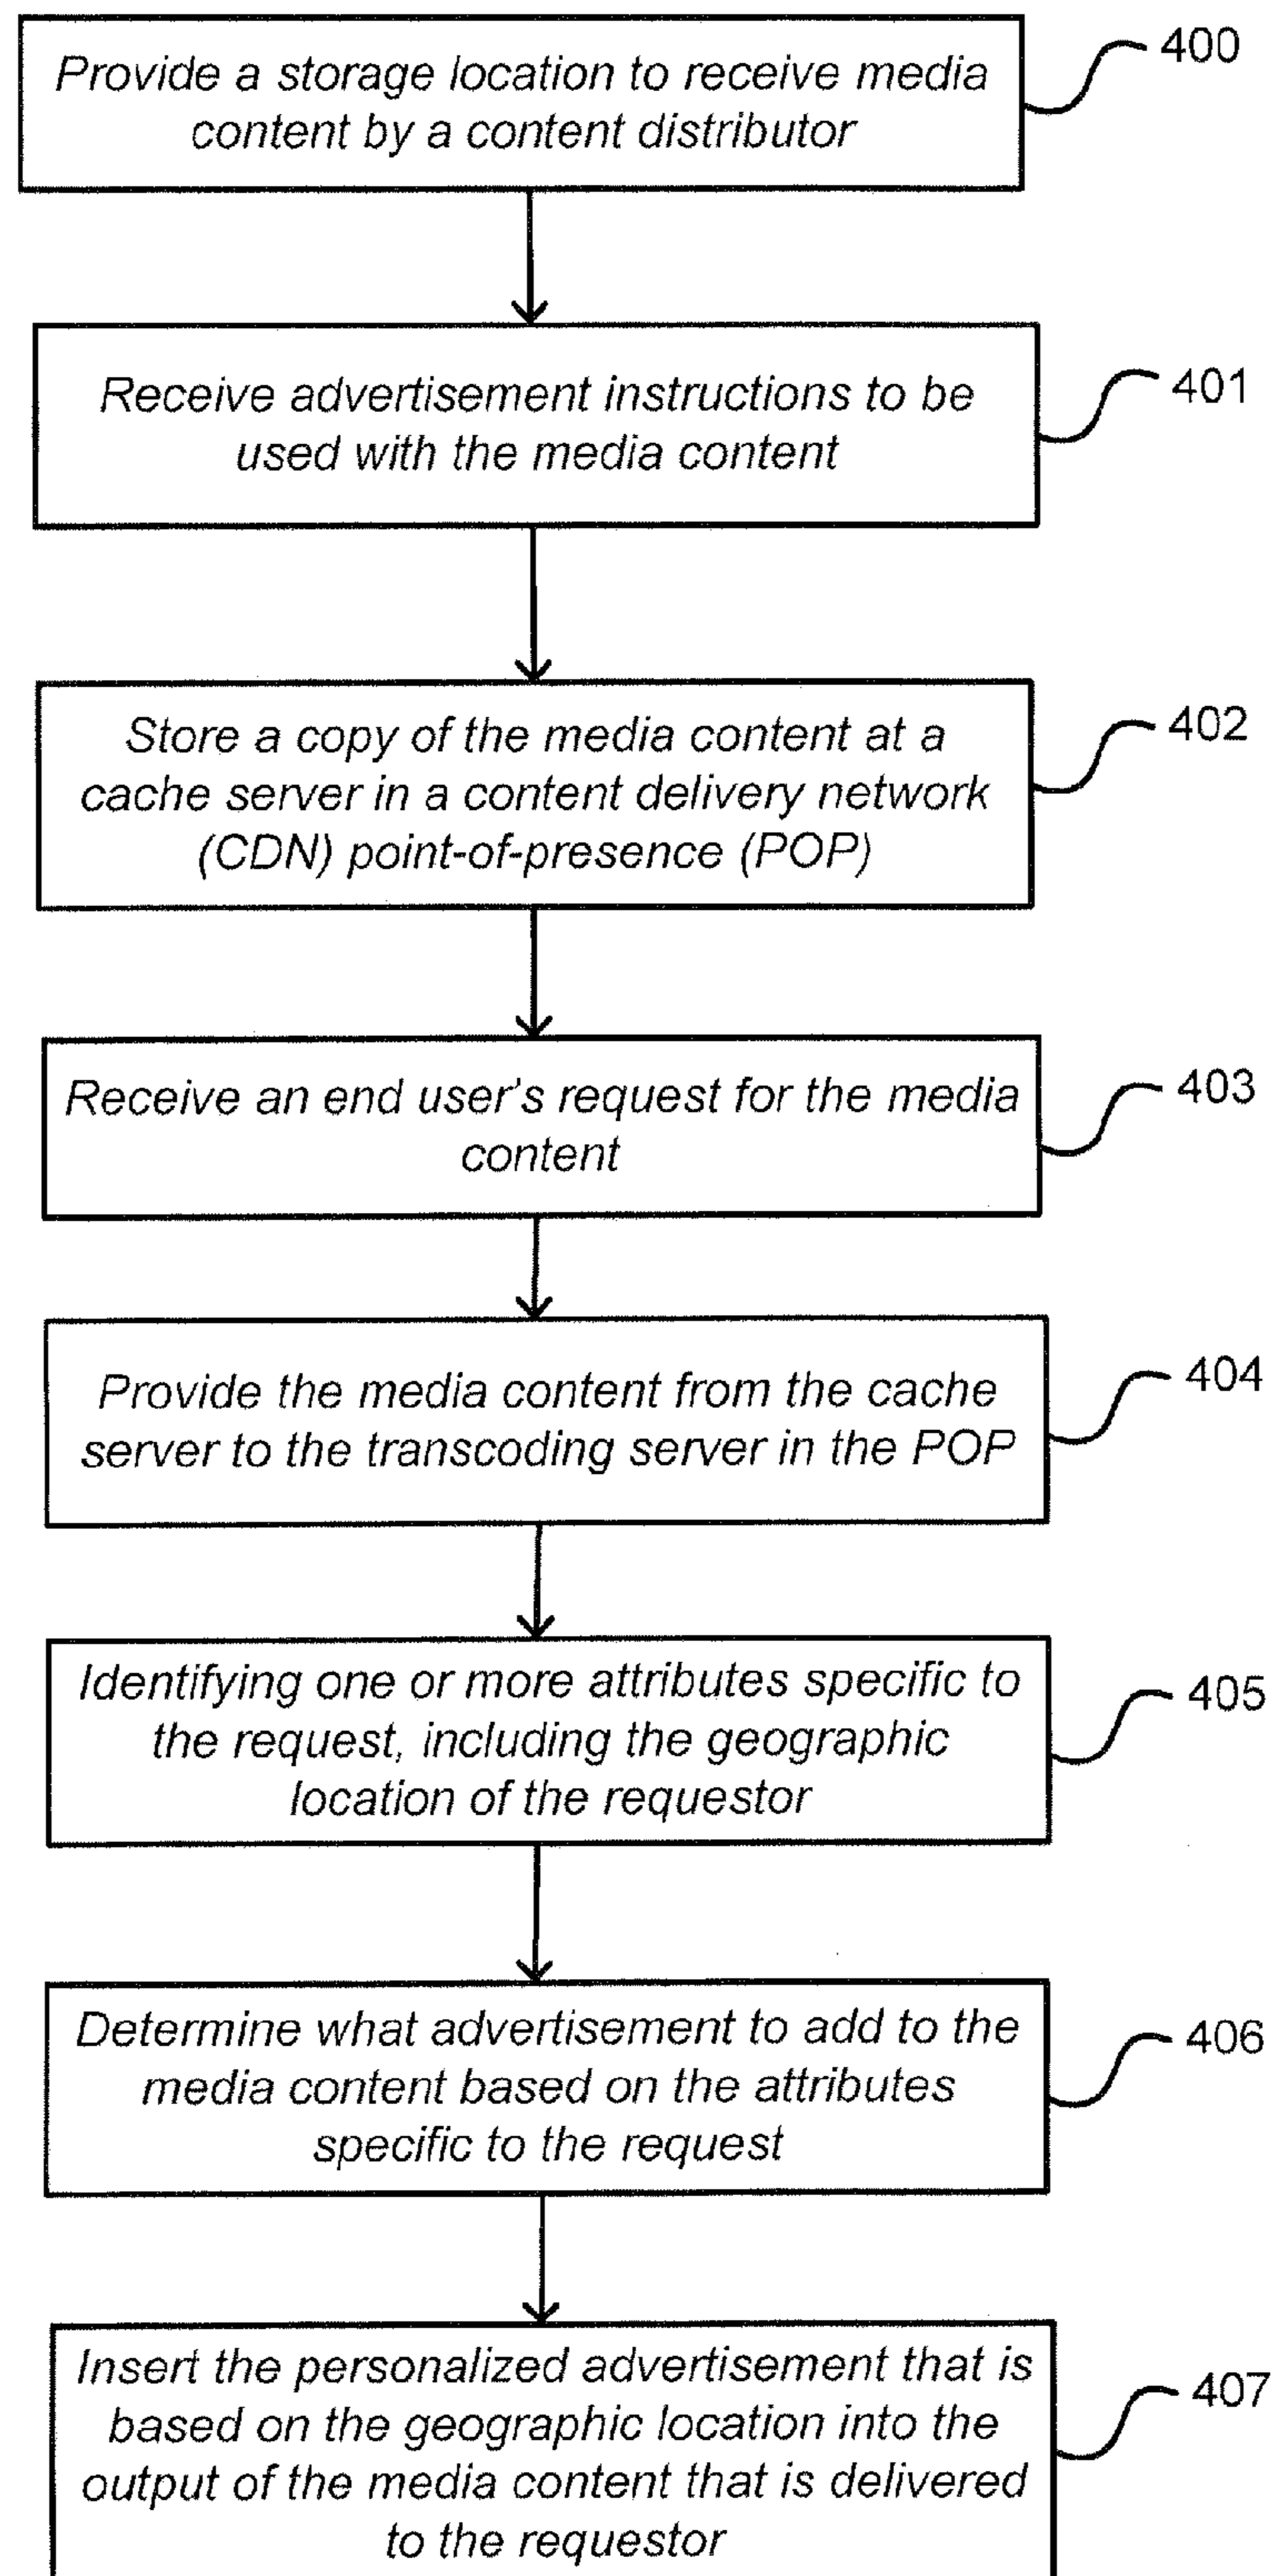 Provide a storage location to receive media
content by a content distributor
400
Receive advertisement instructions to be
used with the media content
401
Store a copy of the media content at a
cache server in a content delivery network
(CDN) point-of-presence (POP)
402
Receive an end user's request for the media
content
403
Provide the media content from the cache
server to the transcoding server in the POP
404
Identifying one or more attributes specific to
the request, including the geographic
location of the requestor
405
Determine what advertisement to add to the
media content based on the attributes
specific to the request
406
Insert the personalized advertisement that is
based on the geographic location into the
output of the media content that is delivered
to the requestor
407